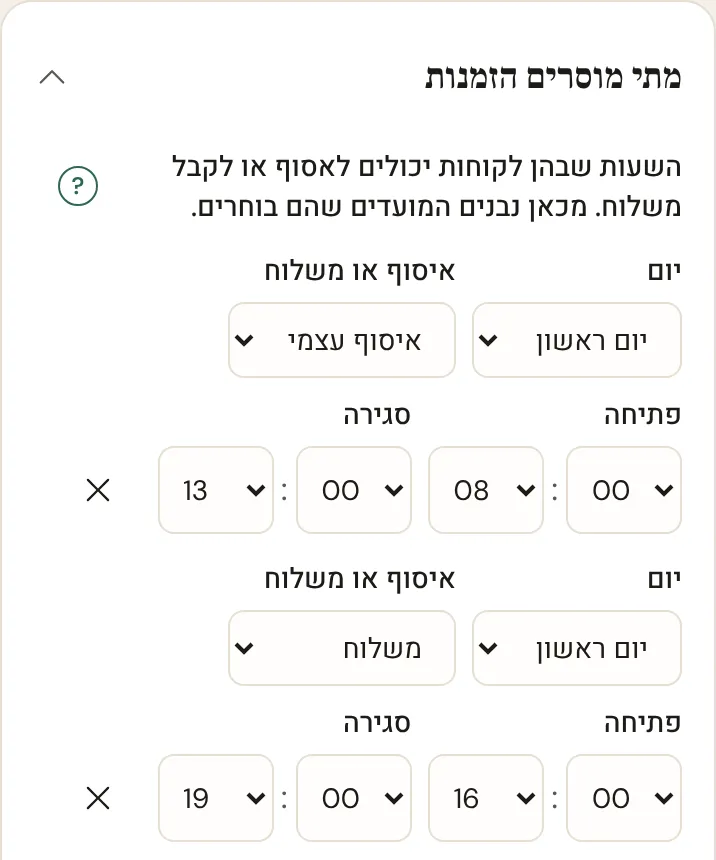 מתי מוסרים הזמנות
השעות שבהן לקוחות יכולים לאסוף או לקבל
משלוח. מכאן נבנים המועדים שהם בוחרים.
?
יום איסוף או משלוח
יום ראשון איסוף עצמי
פתיחה סגירה
08 : 00 13 : 00
יום איסוף או משלוח
יום ראשון משלוח
פתיחה סגירה
16 : 00 19 : 00